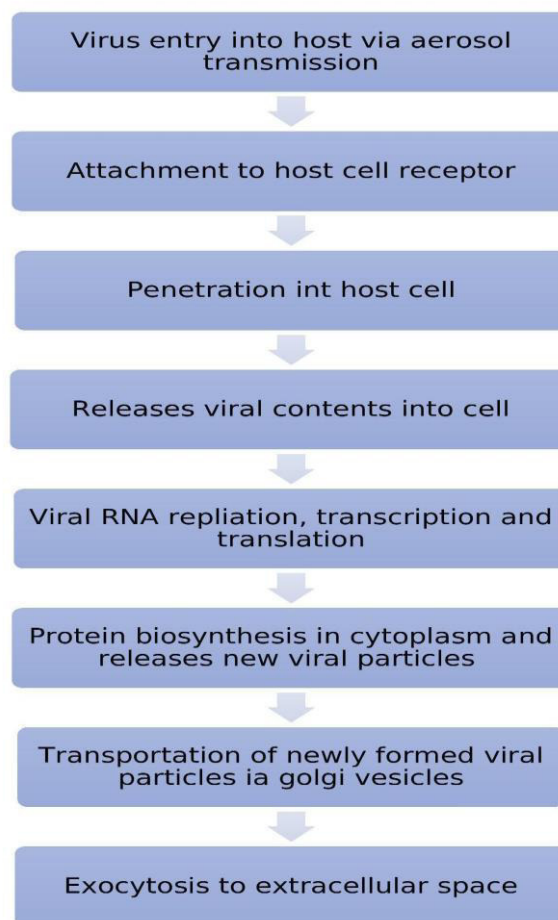 Virus entry into host via aerosol
transmission
Attachment to host cell receptor
Penetration int host cell
Releases viral contents into cell
Viral RNA repliation, transcription and
translation
Protein biosynthesis in cytoplasm and
releases new viral particles
Transportation of newly formed viral
particles ia golgi vesicles
Exocytosis to extracellular space